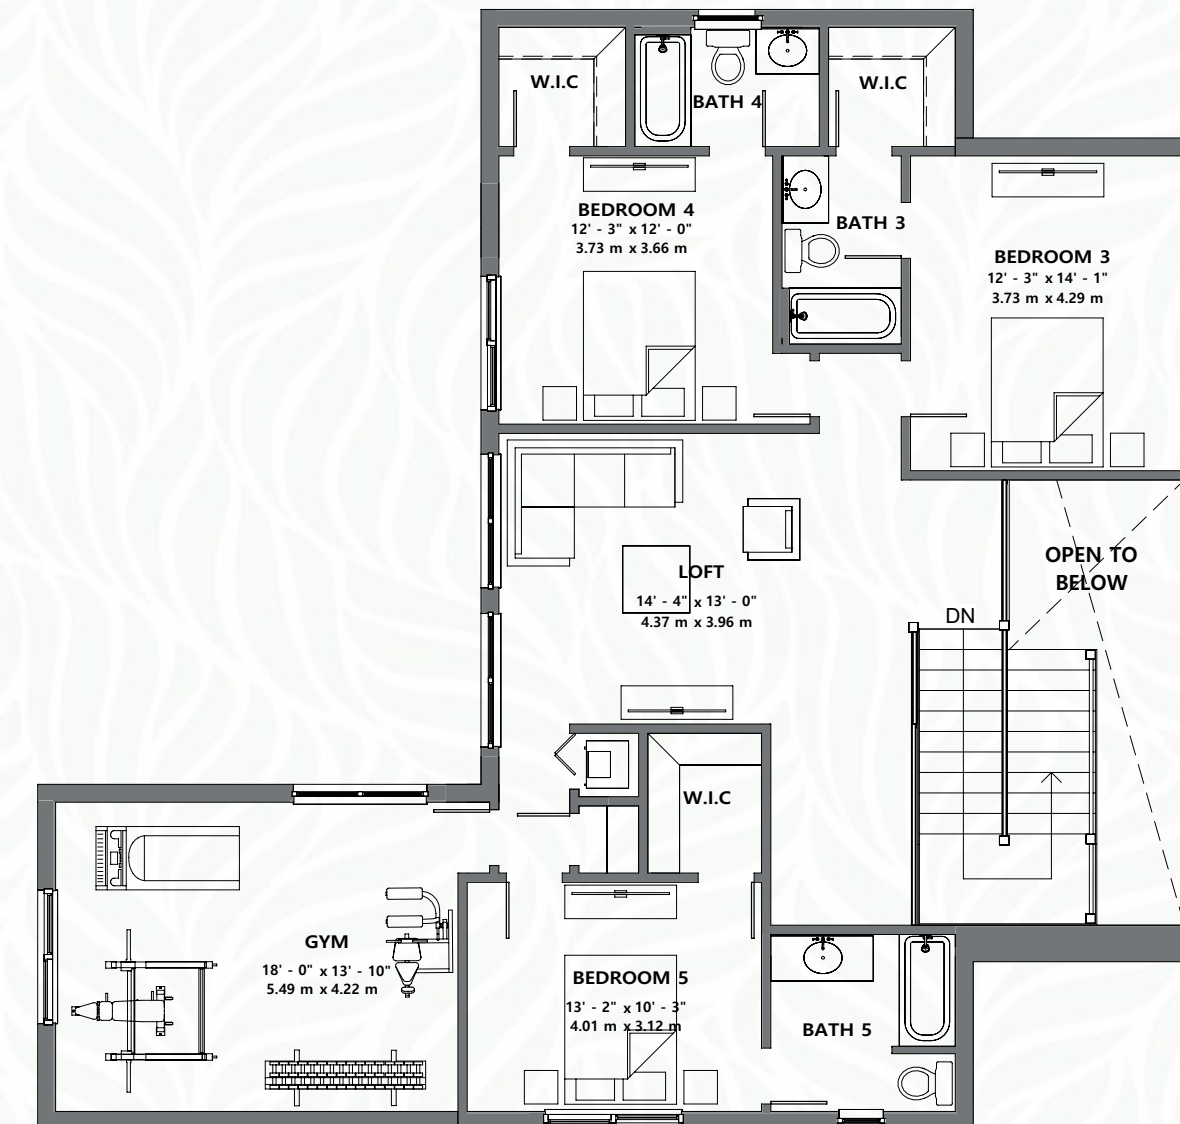 W.I.C
BATH 4
W.I.C
BEDROOM 4
12' - 3" x 12' - 0"
3.73 m x 3.66 m
BATH 3
BEDROOM 3
12' - 3" x 14' - 1"
3.73 m x 4.29 m
LOFT
14' - 4" x 13' - 0"
4.37 m x 3.96 m
OPEN TO
BELOW
DN
W.I.C
GYM
18' - 0" x 13' - 10"
5.49 m x 4.22 m
BEDROOM 5
13' - 2" x 10' - 3"
4.01 m x 3.12 m
BATH 5